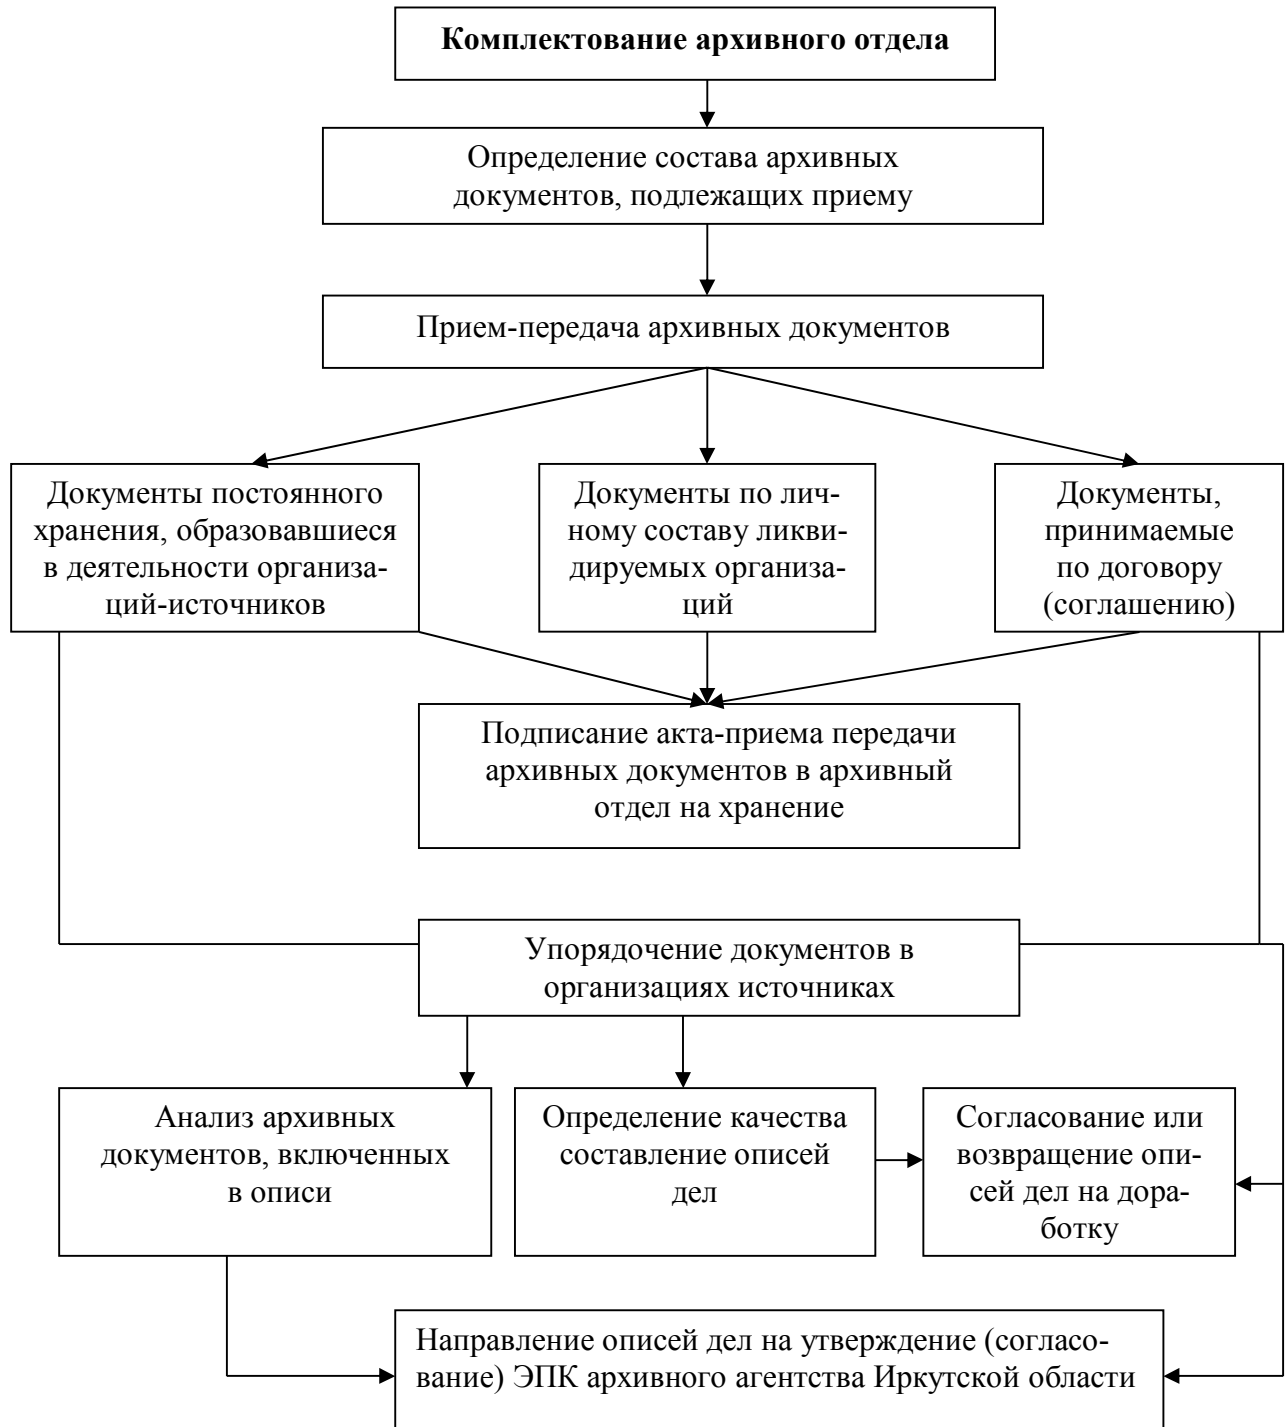 Комплектование архивного отдела
Определение состава архивных
документов, подлежащих приему
Прием-передача архивных документов
Документы постоянного
хранения, образовавшиеся
в деятельности организа-
ций-источников
Документы по лич-
ному составу ликви-
дируемых организа-
ций
Документы,
принимаемые
по договору
(соглашению)
Подписание акта-приема передачи
архивных документов в архивный
отдел на хранение
Упорядочение документов в
организациях источниках
Анализ архивных
документов, включенных
в описи
Определение качества
составление описей
дел
Согласование или
возвращение опи-
сей дел на дора-
ботку
Направление описей дел на утверждение (согласо-
вание) ЭПК архивного агентства Иркутской области